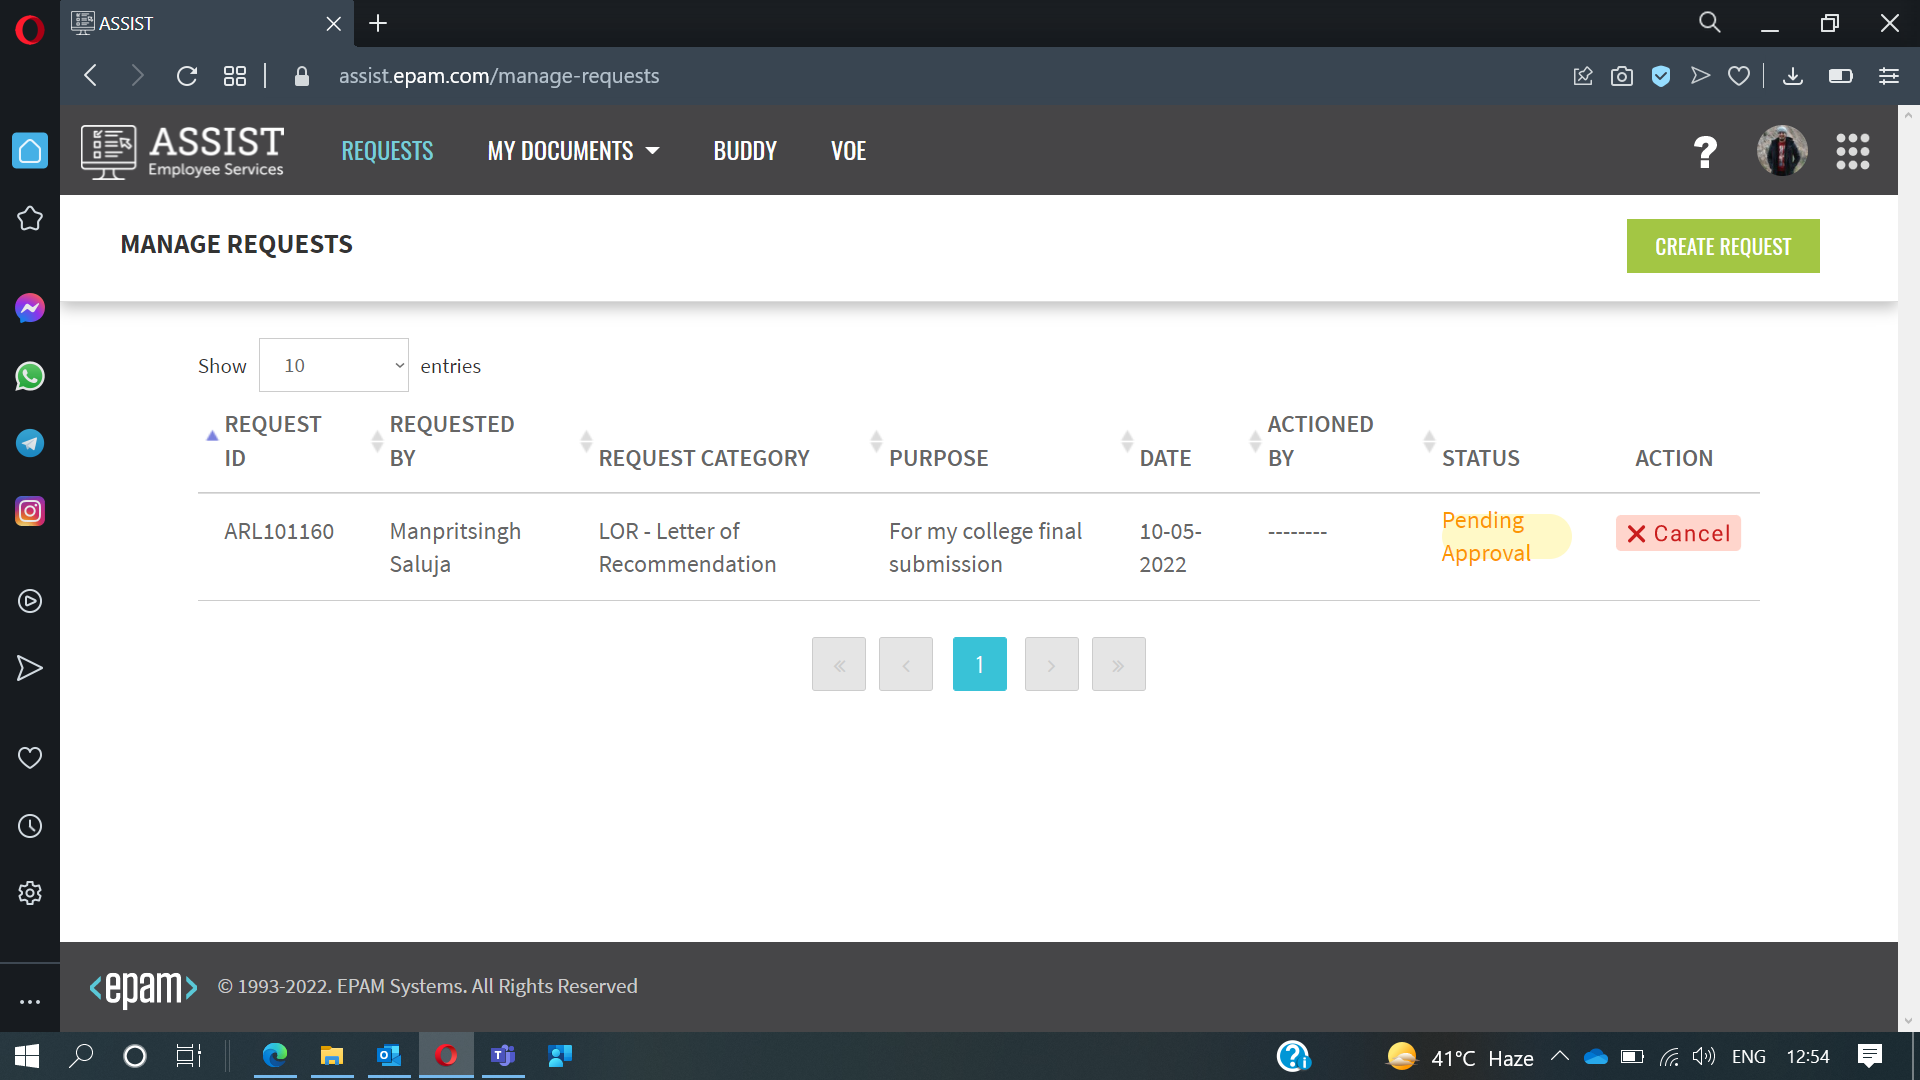 ASSIST
assist.epam.com/manage-requests
ASSIST
Employee Services
REQUESTS
MY DOCUMENTS
BUDDY
VOE
?
MANAGE REQUESTS
CREATE REQUEST
Show 10 entries
REQUEST ID
REQUESTED BY
REQUEST CATEGORY
PURPOSE
DATE
ACTIONED BY
STATUS
ACTION
ARL101160
Manpritsingh
Saluja
LOR - Letter of
Recommendation
For my college final
submission
10-05-
2022
--------
Pending
Approval
Cancel
« ‹ 1 › »
<epam> © 1993-2022. EPAM Systems. All Rights Reserved
41°C Haze
ENG
12:54